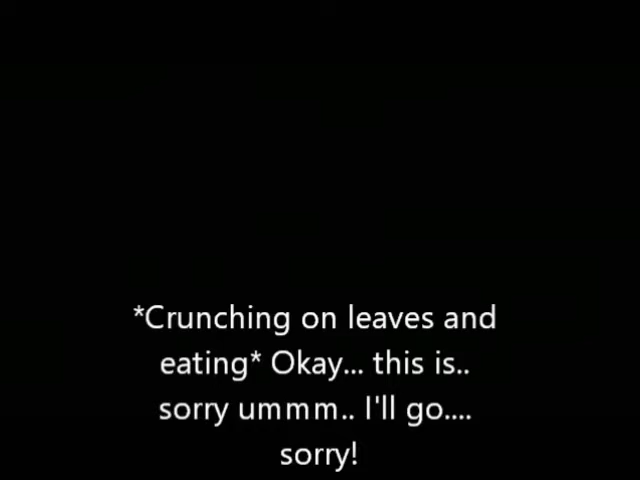 *Crunching on leaves and
eating* Okay... this is..
sorry ummm.. I'll go....
sorry!